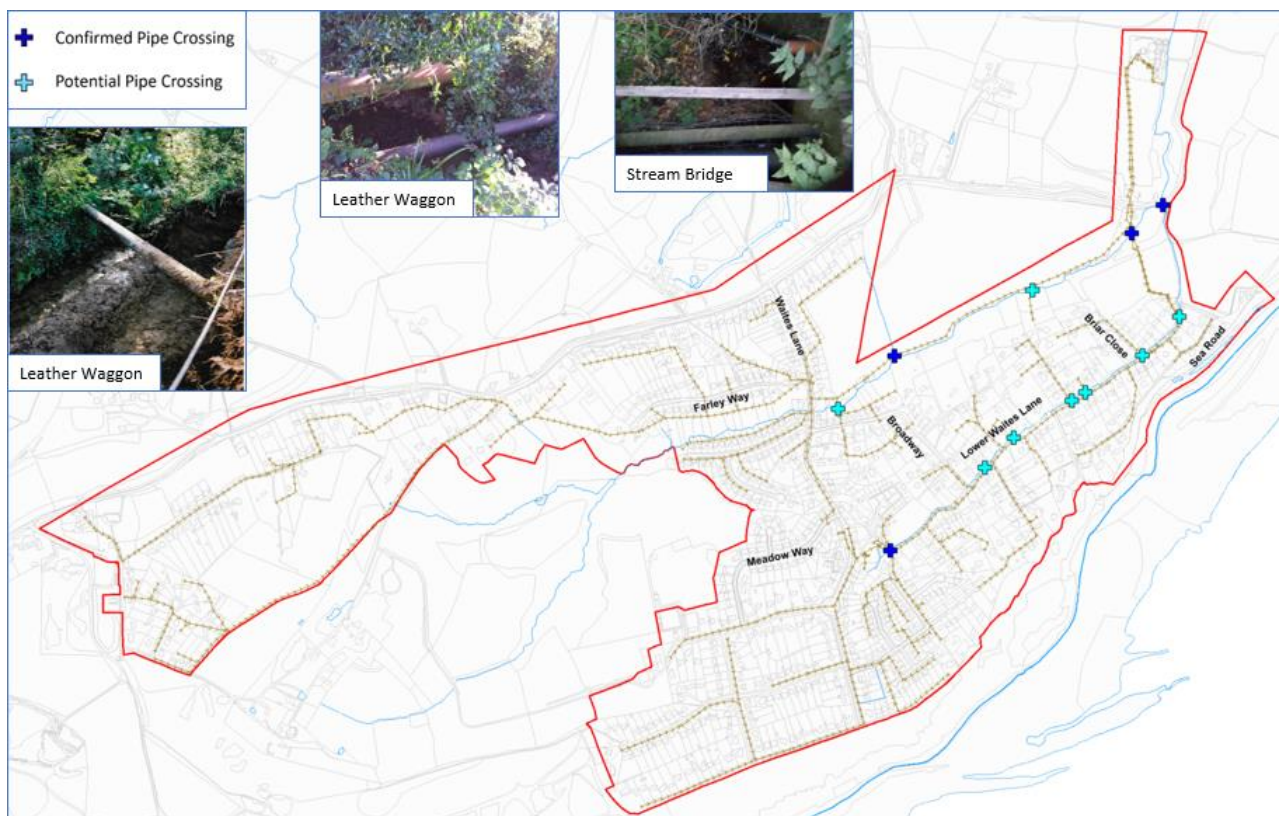 Confirmed Pipe Crossing
Potential Pipe Crossing
Leather Waggon
Leather Waggon
Stream Bridge
Waites Lane
Farley Way
Broadway
Briar Close
Sea Road
Lower Waites Lane
Meadow Way